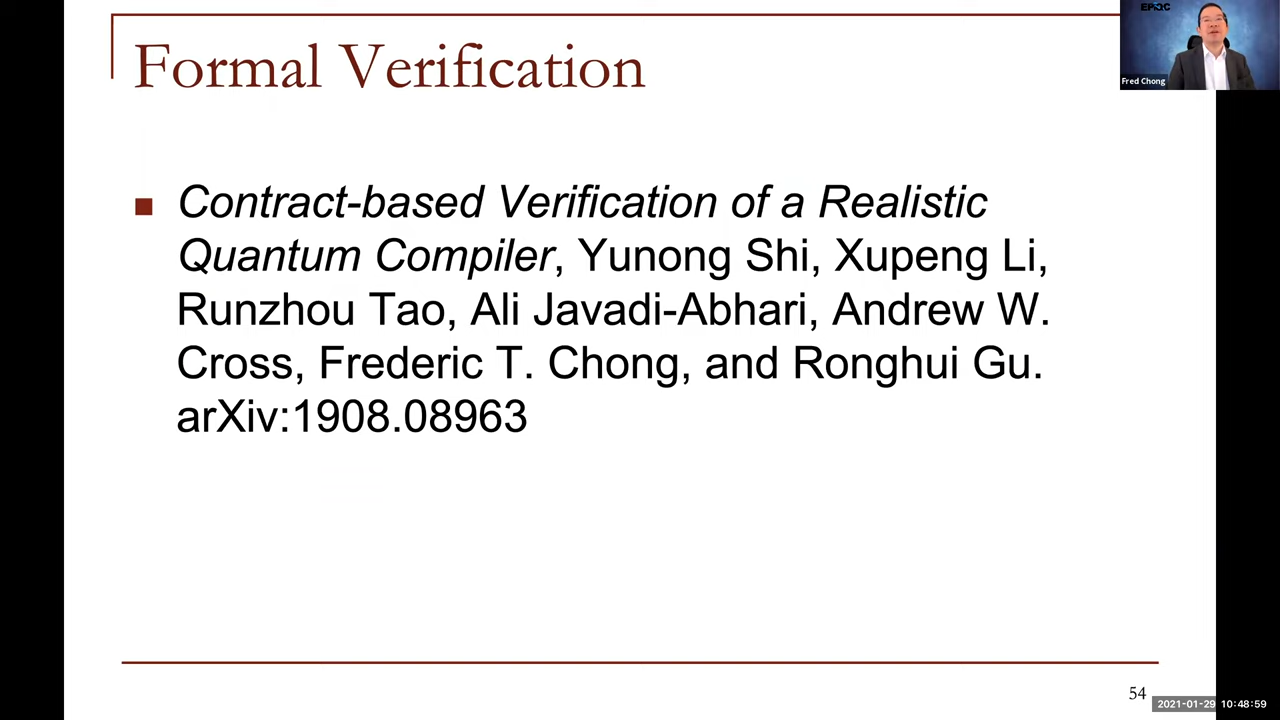 EPiQC
Fred Chong
Formal Verification
Contract-based Verification of a Realistic
Quantum Compiler, Yunong Shi, Xupeng Li,
Runzhou Tao, Ali Javadi-Abhari, Andrew W.
Cross, Frederic T. Chong, and Ronghui Gu.
arXiv:1908.08963
54
2021-01-29 10:48:59